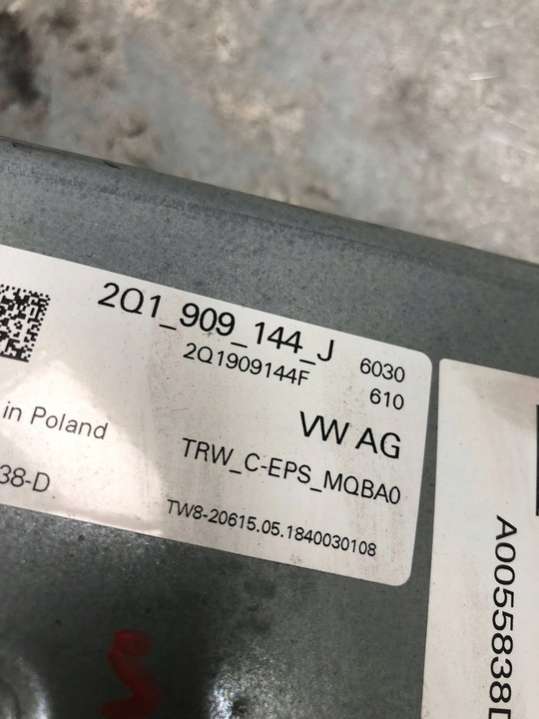 2Q1_909_144_J 6030
2Q1909144F 610
VW AG
in Poland
TRW_C-EPS_MQBA0
38-D
TW8-20615.05.1840030108
A0055838D